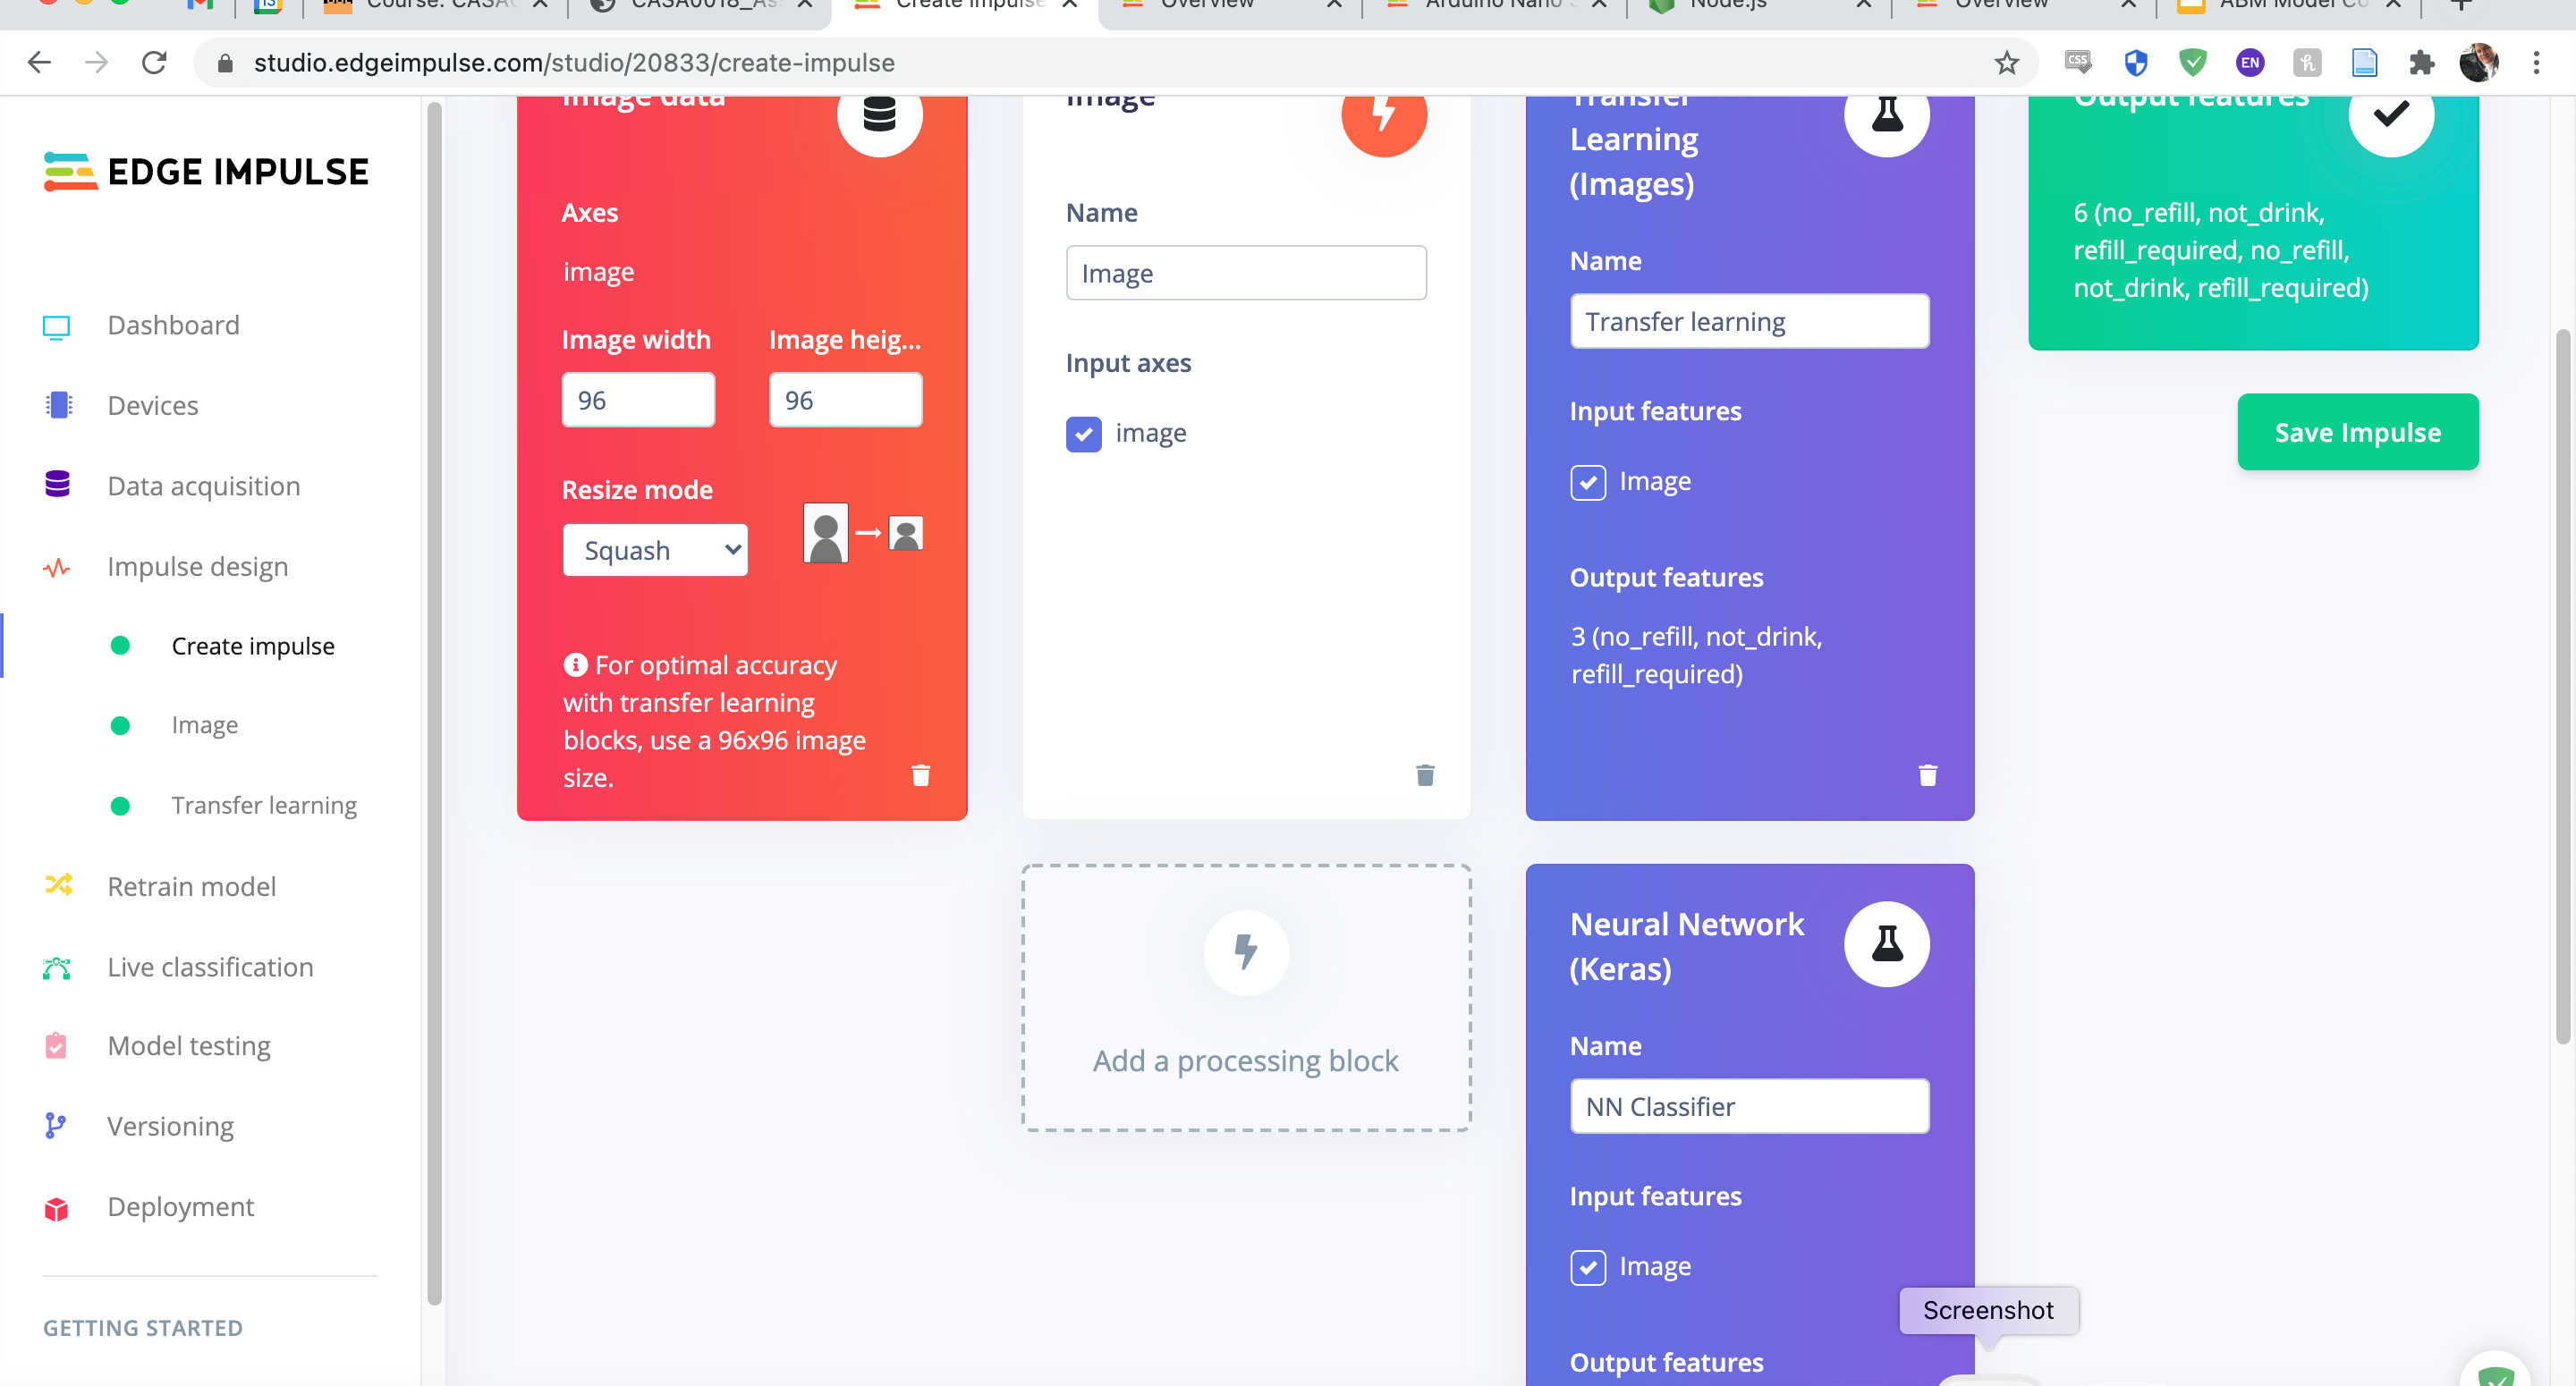 Course: CASA
CASA0018_As
Create impulse
Overview
Arduino Nano
Node.js
Overview
ABM Model Co
studio.edgeimpulse.com/studio/20833/create-impulse
CSS
EN
EDGE IMPULSE
Dashboard
Devices
Data acquisition
Impulse design
Create impulse
Image
Transfer learning
Retrain model
Live classification
Model testing
Versioning
Deployment
GETTING STARTED
Image data
Axes
image
Image width
Image heig...
96
96
Resize mode
Squash
For optimal accuracy
with transfer learning
blocks, use a 96x96 image
size.
Image
Name
Image
Input axes
image
Add a processing block
Transfer
Learning
(Images)
Name
Transfer learning
Input features
Image
Output features
3 (no_refill, not_drink,
refill_required)
Neural Network
(Keras)
Name
NN Classifier
Input features
Image
Output features
Output features
6 (no_refill, not_drink,
refill_required, no_refill,
not_drink, refill_required)
Save Impulse
Screenshot